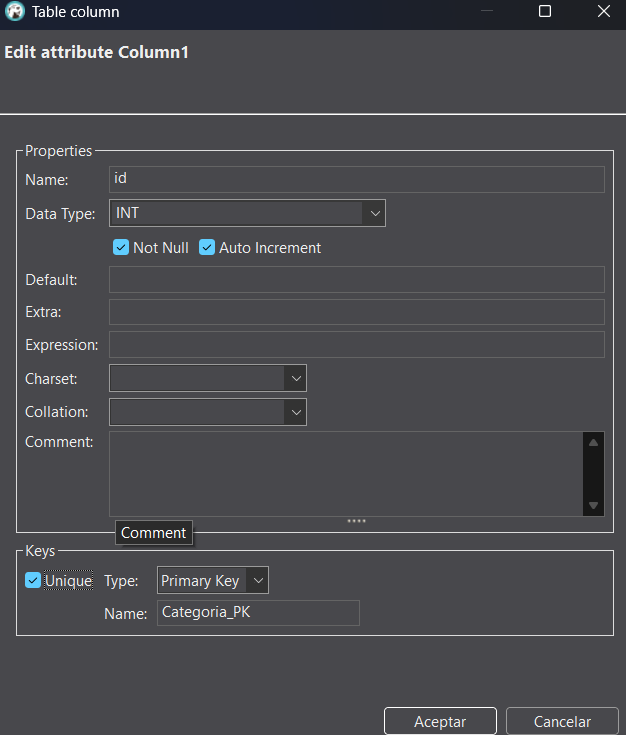 Table column
Edit attribute Column1
Properties
Name: id
Data Type: INT
Not Null Auto Increment
Default:
Extra:
Expression:
Charset:
Collation:
Comment:
Comment
Keys
Unique Type: Primary Key
Name: Categoria_PK
Aceptar Cancelar